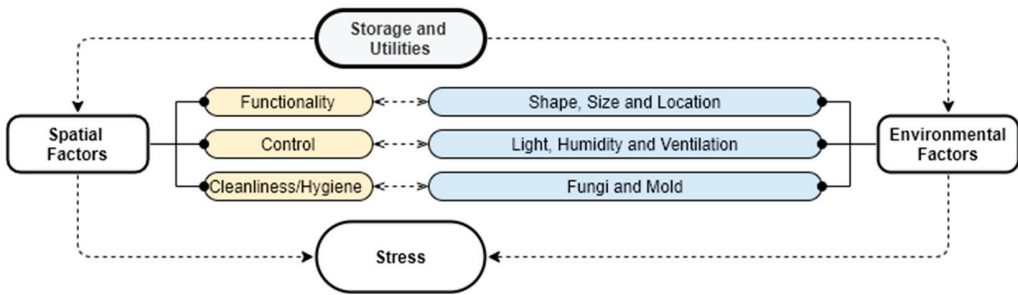 Storage and
Utilities
Functionality
Shape, Size and Location
Spatial
Factors
Control
Light, Humidity and Ventilation
Environmental
Factors
Cleanliness/Hygiene
Fungi and Mold
Stress